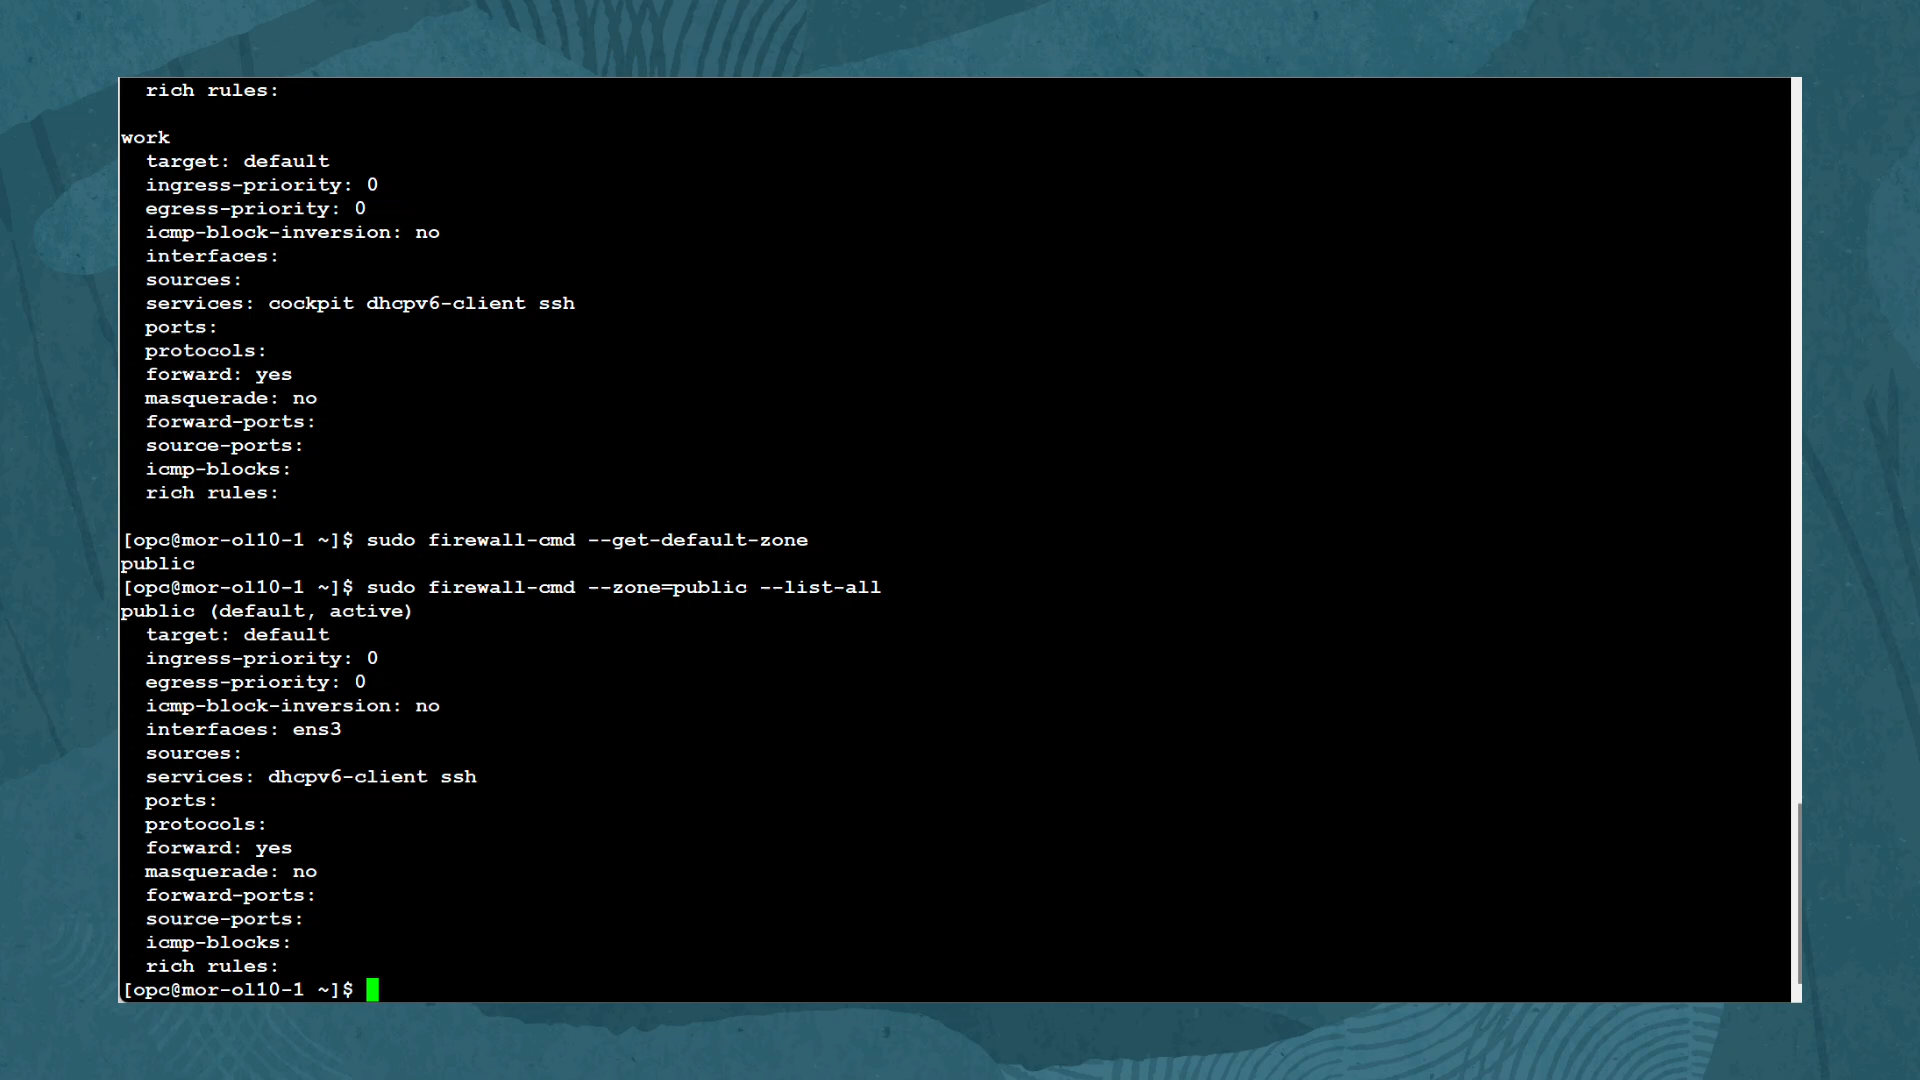 rich rules:
work
target: default
ingress-priority: 0
egress-priority: 0
icmp-block-inversion: no
interfaces:
sources:
services: cockpit dhcpv6-client ssh
ports:
protocols:
forward: yes
masquerade: no
forward-ports:
source-ports:
icmp-blocks:
rich rules:
[opc@mor-ol10-1 ~]$ sudo firewall-cmd --get-default-zone
public
[opc@mor-ol10-1 ~]$ sudo firewall-cmd --zone=public --list-all
public (default, active)
target: default
ingress-priority: 0
egress-priority: 0
icmp-block-inversion: no
interfaces: ens3
sources:
services: dhcpv6-client ssh
ports:
protocols:
forward: yes
masquerade: no
forward-ports:
source-ports:
icmp-blocks:
rich rules:
[opc@mor-ol10-1 ~]$